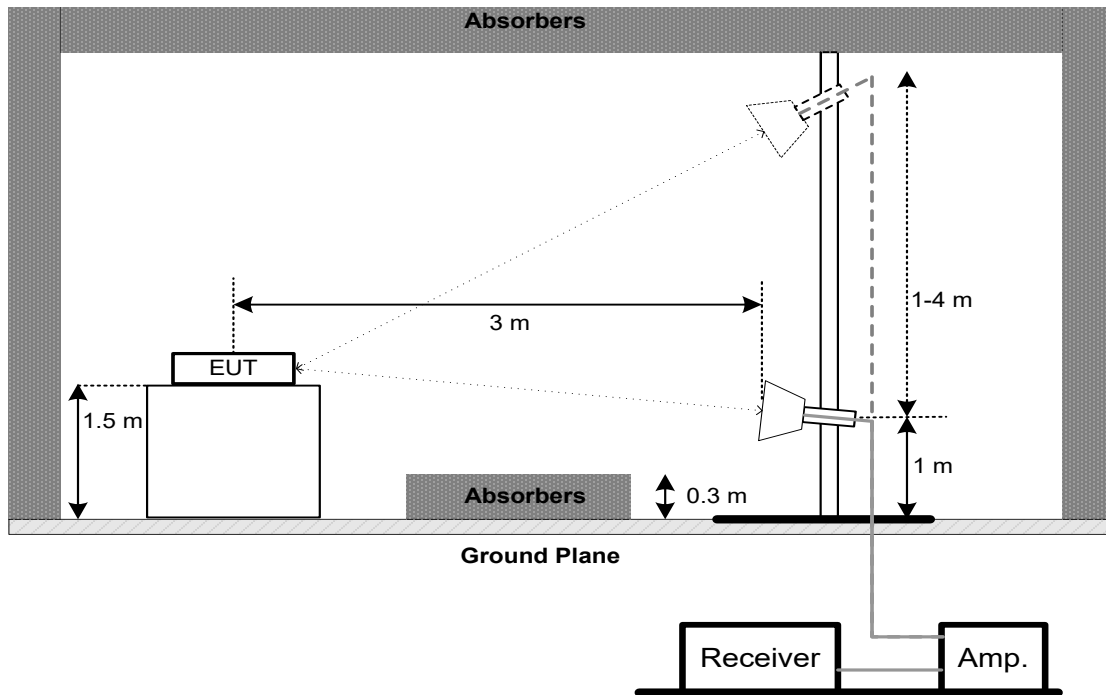 Absorbers
1-4 m
3 m
EUT
1.5 m
1 m
Absorbers
0.3 m
Ground Plane
Receiver
Amp.